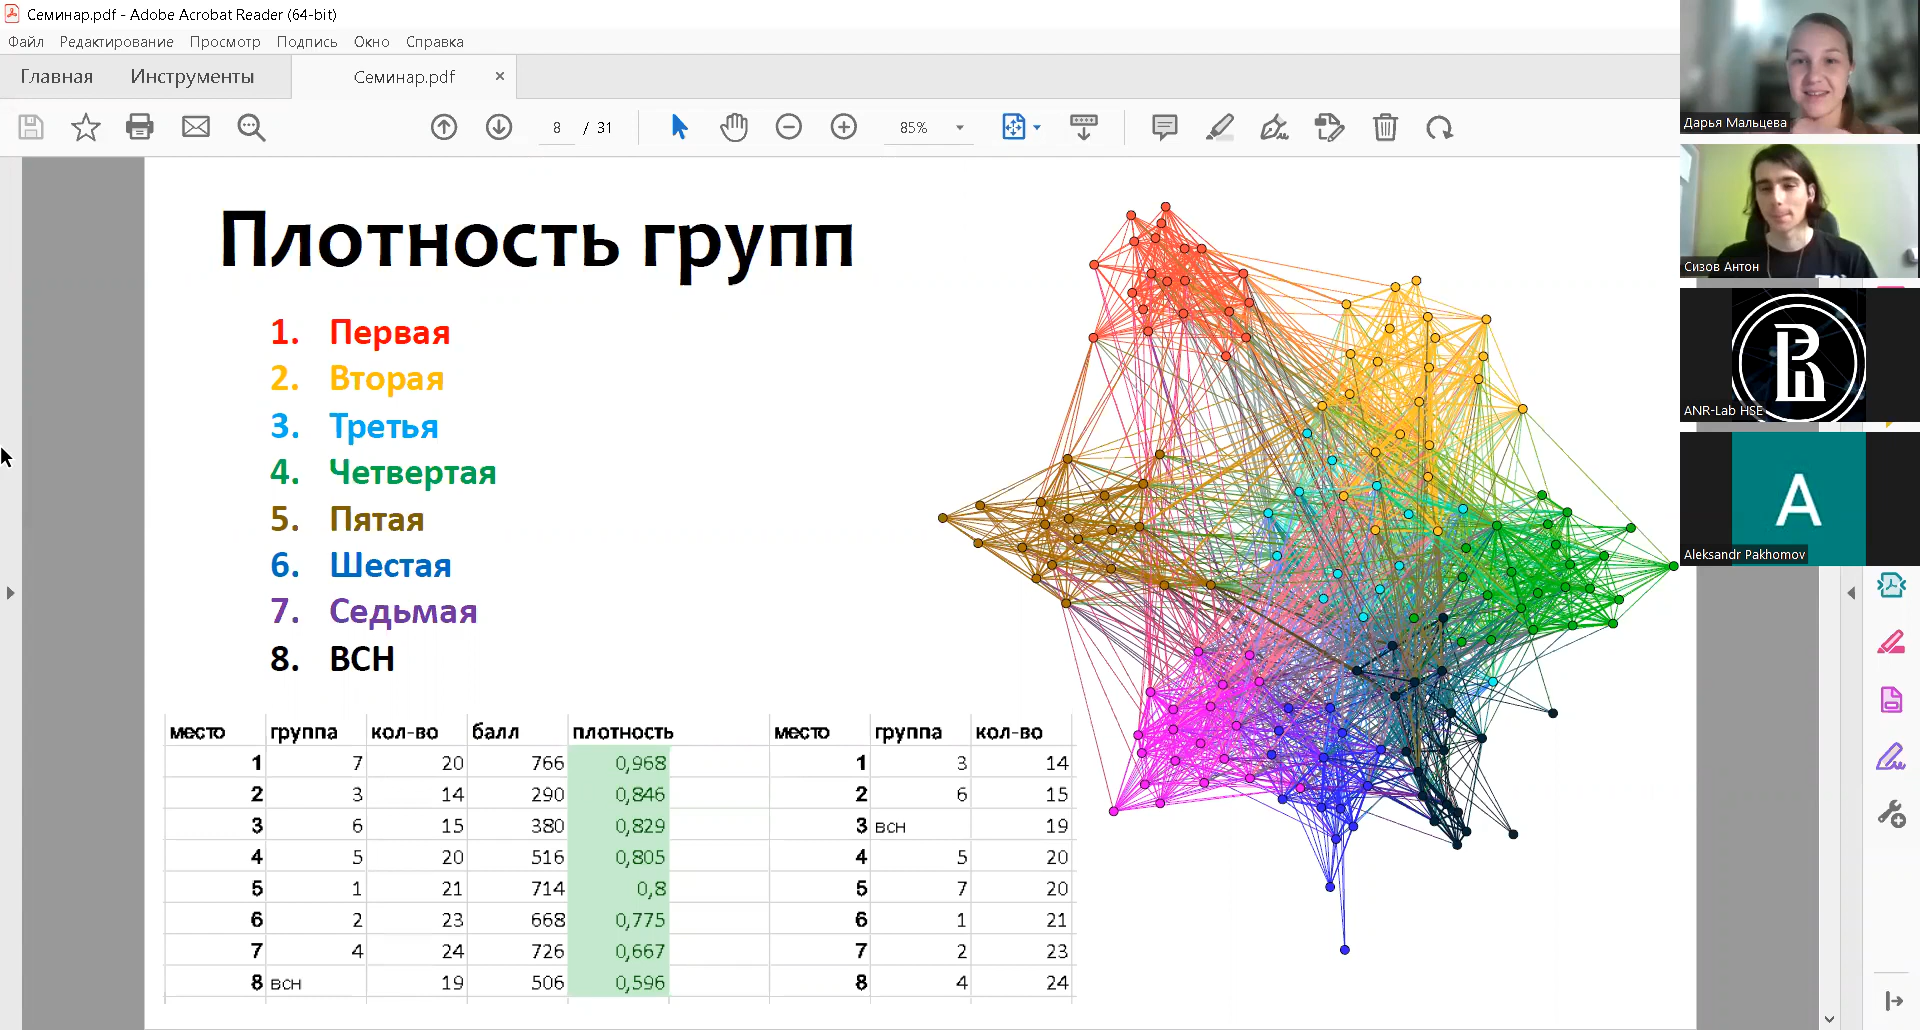 Семинар.pdf - Adobe Acrobat Reader (64-bit)
Файл Редактирование Просмотр Подпись Окно Справка
Главная Инструменты Семинар.pdf ×
8 / 31 85%
Плотность групп
1. Первая
2. Вторая
3. Третья
4. Четвертая
5. Пятая
6. Шестая
7. Седьмая
8. ВСН
место группа кол-во балл плотность место группа кол-во
1 7 20 766 0,968 1 3 14
2 3 14 290 0,846 2 6 15
3 6 15 380 0,829 3 всн 19
4 5 20 516 0,805 4 5 20
5 1 21 714 0,8 5 7 20
6 2 23 668 0,775 6 1 21
7 4 24 726 0,667 7 2 23
8 всн 19 506 0,596 8 4 24
Дарья Мальцева
Сизов Антон
ANR-Lab HSE
A
Aleksandr Pakhomov